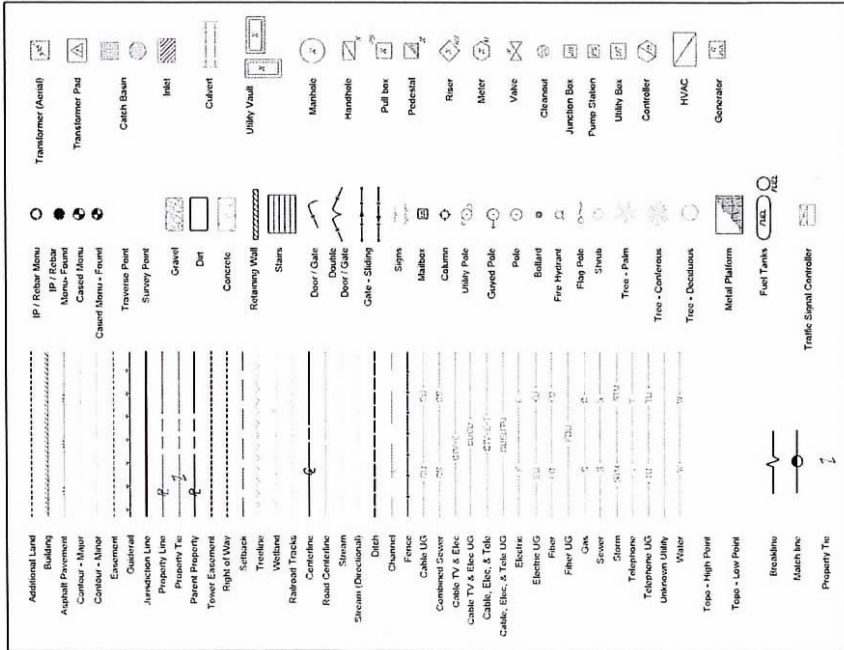 Additional Land
Building
Asphalt Pavement
Contour - Major
Contour - Minor
Easement
Guiderail
Jurisdiction Line
Property Line
Property Tie
Parent Property
Tower Easement
Right of Way
Setback
Treeline
Wetland
Railroad Tracks
Centerline
Road Centerline
Stream
Stream (Directional)
Ditch
Channel
Fence
Cable UG
Combined Sewer
Cable TV & Elec
Cable TV & Elec UG
Cable, Elec, & Tele
Cable, Elec, & Tele UG
Electric
Electric UG
Fiber
Fiber UG
Gas
Sewer
Storm
Telephone
Telephone UG
Unknown Utility
Water
Topo - High Point
Topo - Low Point
Breakline
Match line
Property Tie
IP / Rebar Monu
IP / Rebar
Monu- Found
Cased Monu
Cased Monu - Found
Traverse Point
Survey Point
Gravel
Dirt
Concrete
Retaining Wall
Stairs
Door / Gate
Double
Door / Gate
Gate - Sliding
Signs
Mailbox
Column
Utility Pole
Guyed Pole
Pole
Bollard
Fire Hydrant
Flag Pole
Shrub
Tree - Palm
Tree - Coniferous
Tree - Deciduous
Metal Platform
Fuel Tanks
FUEL
FUEL
Traffic Signal Controller
Transformer (Aerial)
Transformer Pad
Catch Basin
Inlet
Culvert
Utility Vault
Manhole
Handhole
Pull box
Pedestal
Riser
Meter
Valve
Cleanout
Junction Box
Pump Station
Utility Box
Controller
HVAC
Generator